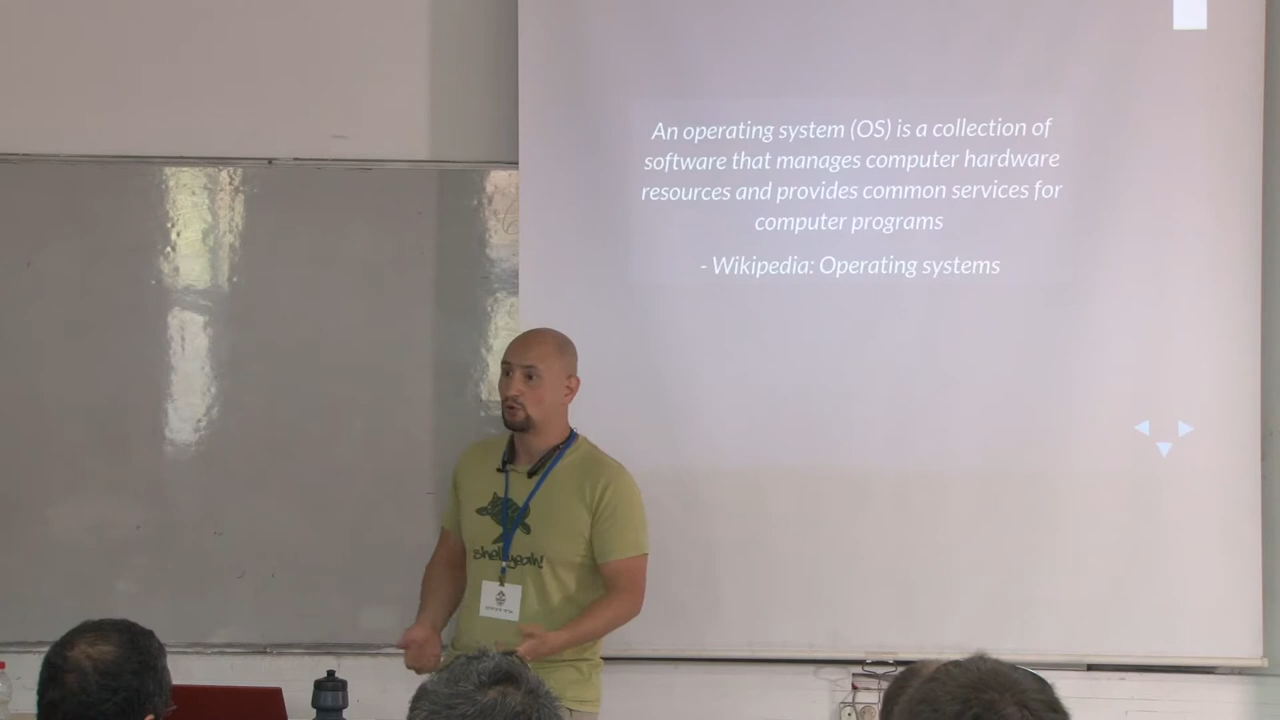 An operating system (OS) is a collection of
software that manages computer hardware
resources and provides common services for
computer programs
- Wikipedia: Operating systems
shell yeah!